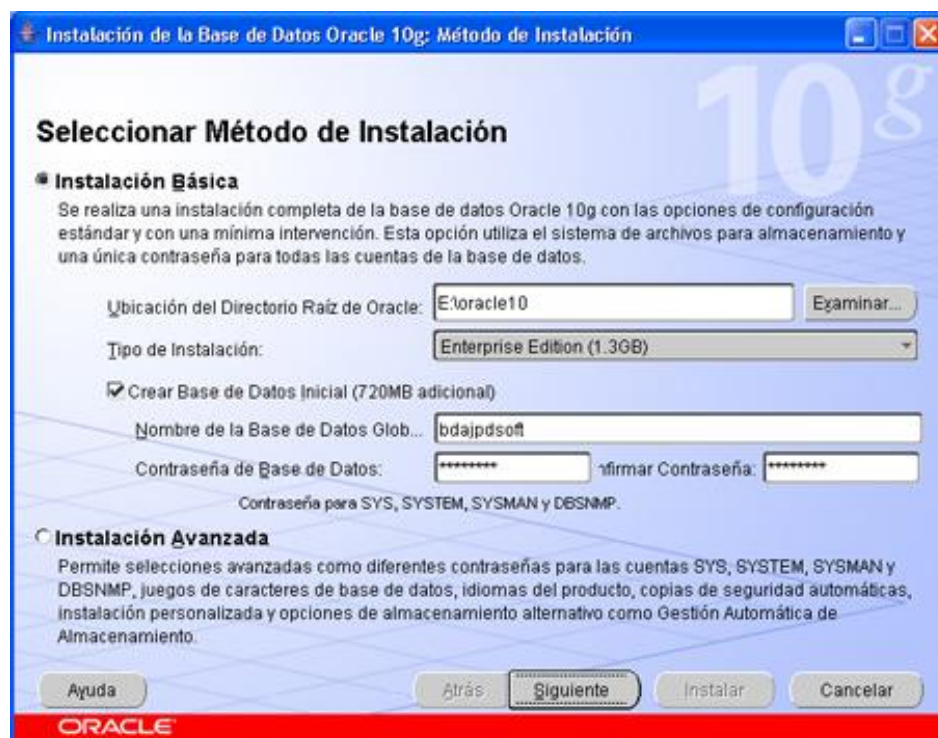 Instalación de la Base de Datos Oracle 10g: Método de Instalación
10g
Seleccionar Método de Instalación
Instalación Básica
Se realiza una instalación completa de la base de datos Oracle 10g con las opciones de configuración
estándar y con una mínima intervención. Esta opción utiliza el sistema de archivos para almacenamiento y
una única contraseña para todas las cuentas de la base de datos.
Ubicación del Directorio Raíz de Oracle: E:\oracle10 Examinar...
Tipo de Instalación: Enterprise Edition (1.3GB)
Crear Base de Datos Inicial (720MB adicional)
Nombre de la Base de Datos Glob... bdajpdsoft
Contraseña de Base de Datos: ******** nfirmar Contraseña: ********
Contraseña para SYS, SYSTEM, SYSMAN y DBSNMP.
Instalación Avanzada
Permite selecciones avanzadas como diferentes contraseñas para las cuentas SYS, SYSTEM, SYSMAN y
DBSNMP, juegos de caracteres de base de datos, idiomas del producto, copias de seguridad automáticas,
instalación personalizada y opciones de almacenamiento alternativo como Gestión Automática de
Almacenamiento.
Ayuda Atrás Siguiente Instalar Cancelar
ORACLE